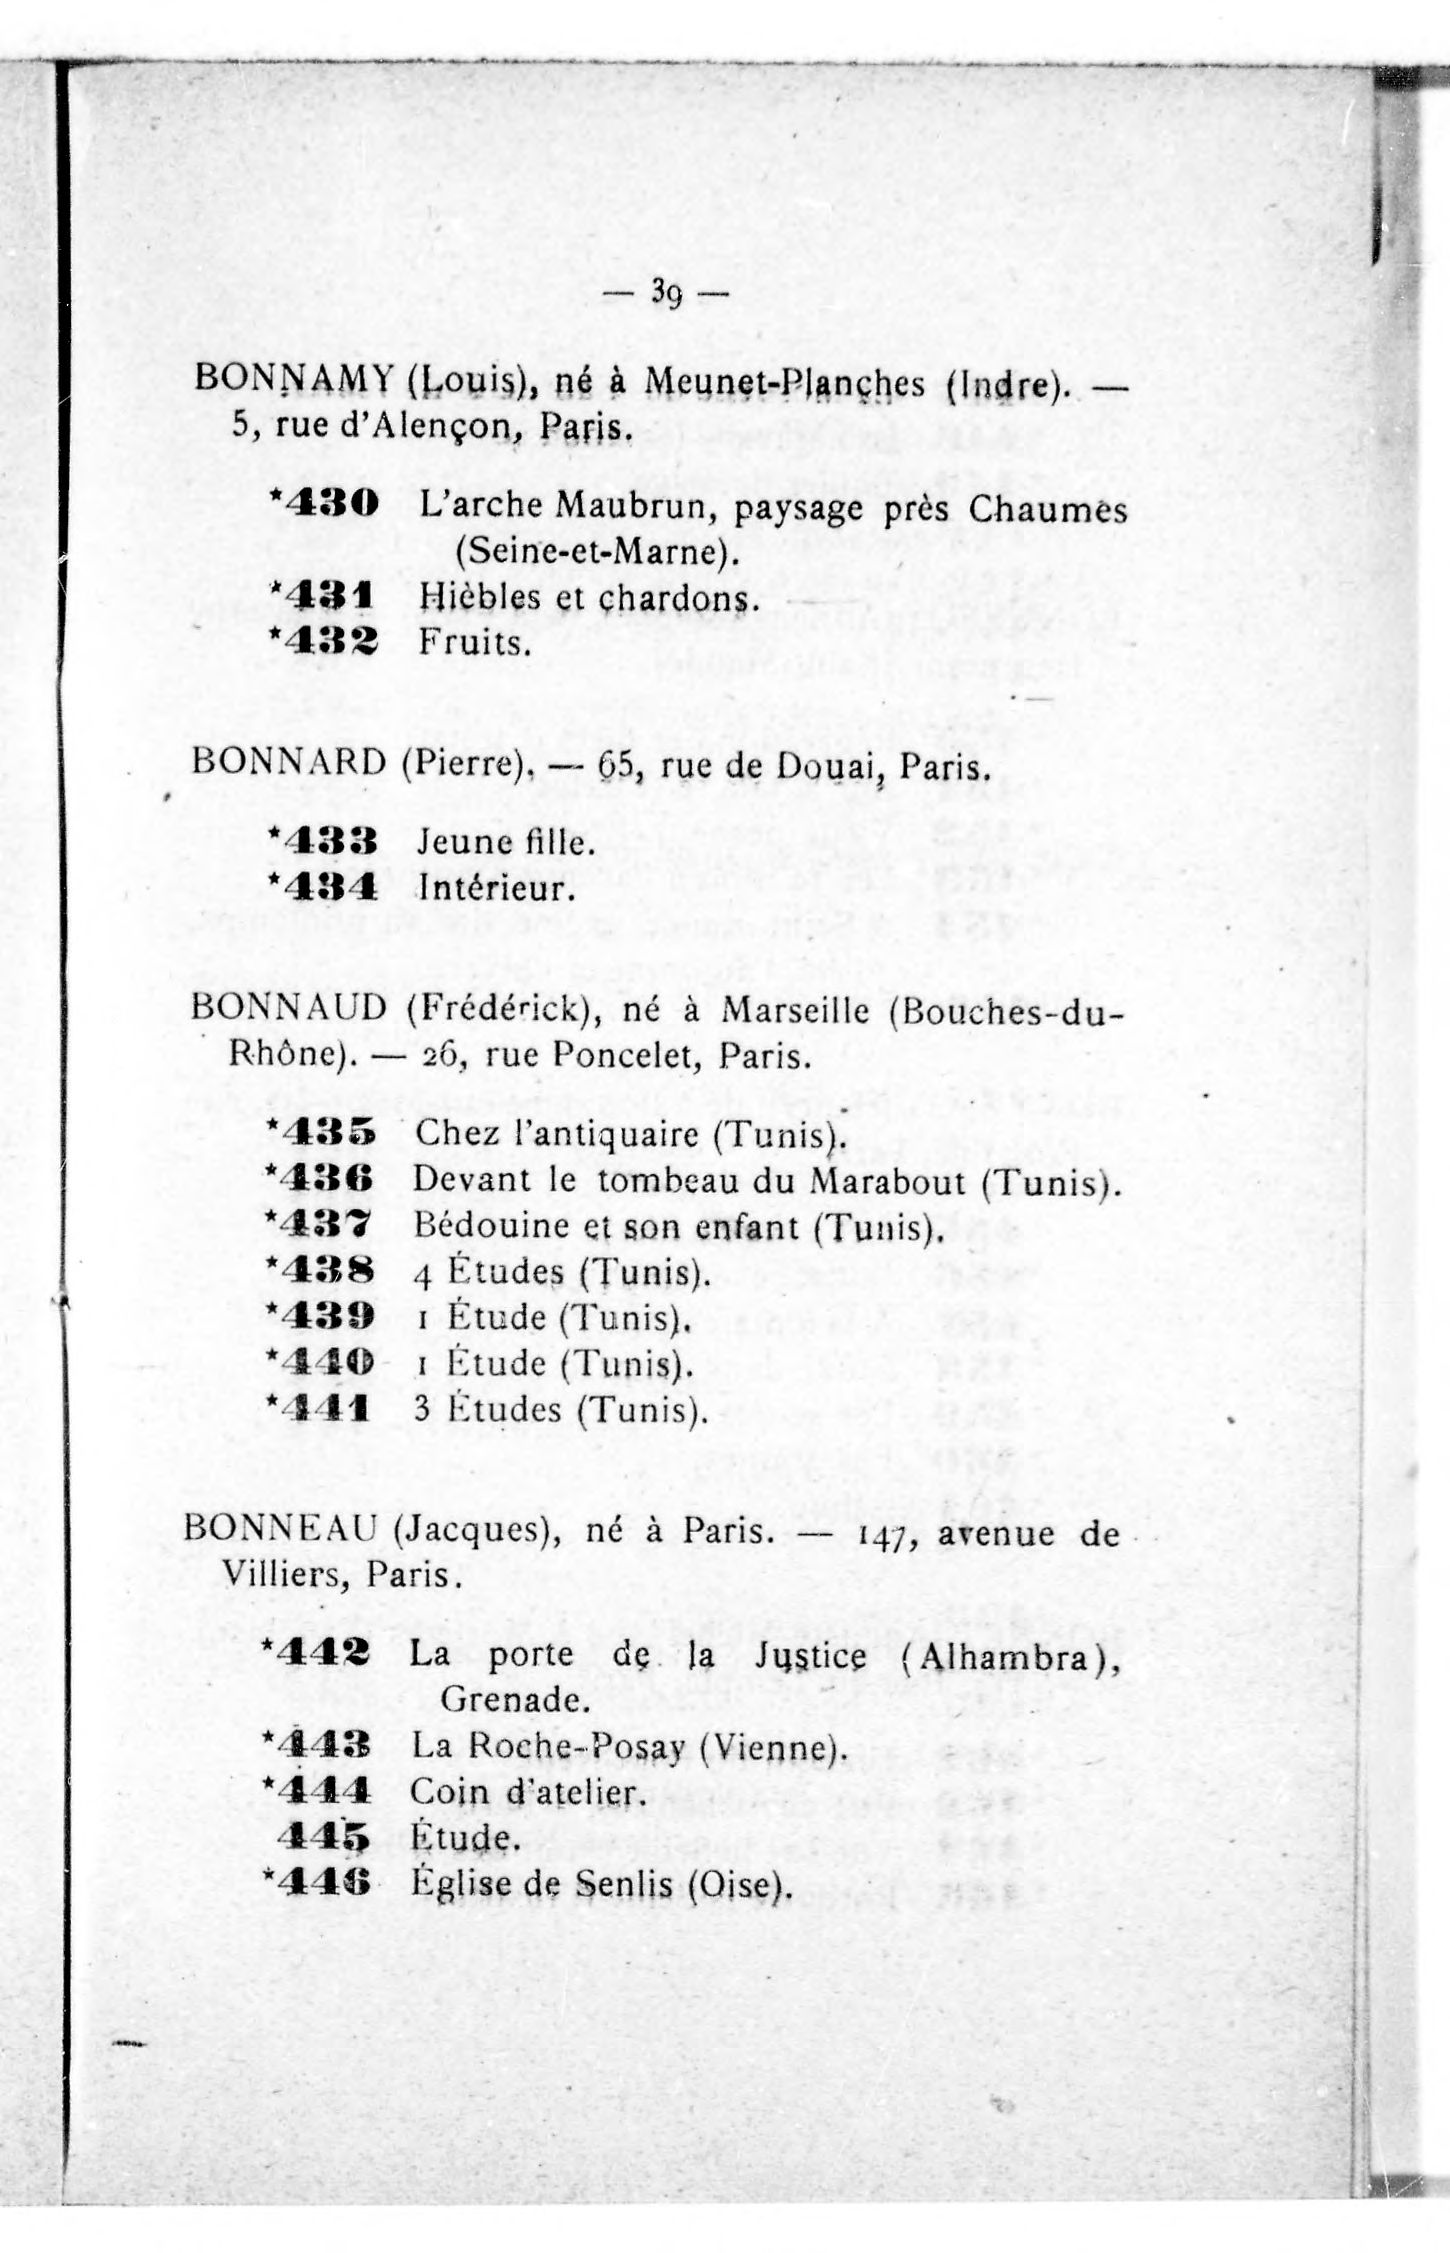 — 39 —
BONNAMY (Louis), né à Meunet-Planches (Indre). —
5, rue d'Alençon, Paris.
*430 L'arche Maubrun, paysage près Chaumes
(Seine-et-Marne).
*431 Hièbles et chardons.
*432 Fruits.
BONNARD (Pierre). — 65, rue de Douai, Paris.
*433 Jeune fille.
*434 Intérieur.
BONNAUD (Frédérick), né à Marseille (Bouches-du-
Rhône). — 26, rue Poncelet, Paris.
*435 Chez l'antiquaire (Tunis).
*436 Devant le tombeau du Marabout (Tunis).
*437 Bédouine et son enfant (Tunis).
*438 4 Études (Tunis).
*439 1 Étude (Tunis).
*440 1 Étude (Tunis).
*441 3 Études (Tunis).
BONNEAU (Jacques), né à Paris. — 147, avenue de
Villiers, Paris.
*442 La porte de la Justice (Alhambra),
Grenade.
*443 La Roche-Posay (Vienne).
*444 Coin d'atelier.
445 Étude.
*446 Église de Senlis (Oise).